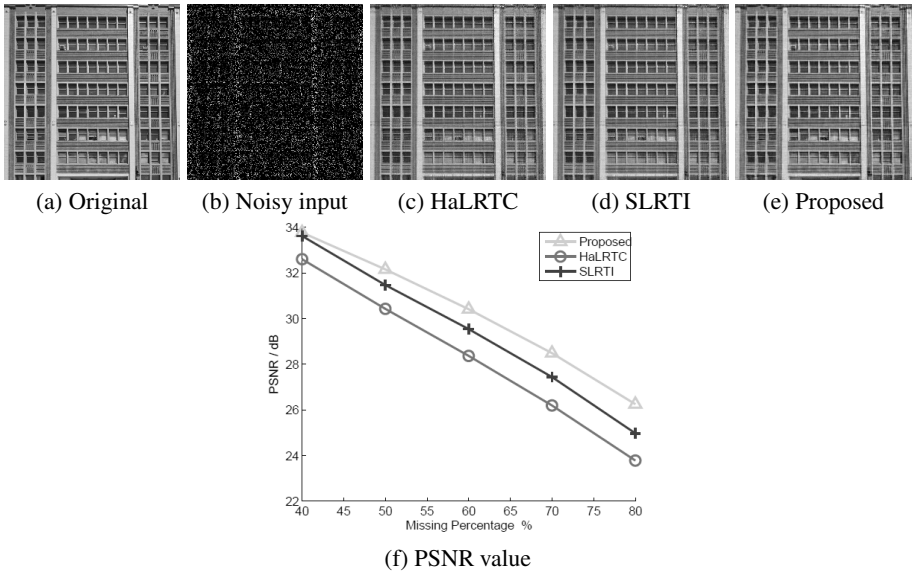 (a) Original (b) Noisy input (c) HaLRTC (d) SLRTI (e) Proposed
34
32
30
28
26
24
22
PSNR / dB
Proposed
HaLRTC
SLRTI
40 45 50 55 60 65 70 75 80
Missing Percentage %
(f) PSNR value